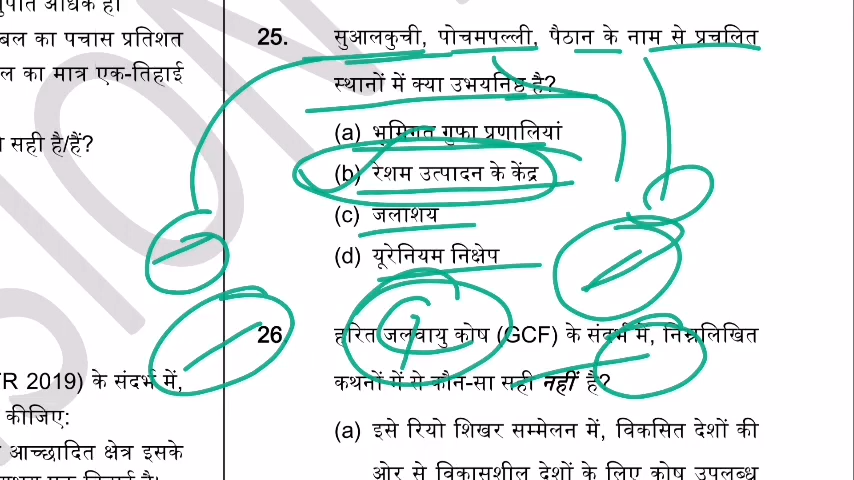 नुपात अधिक हो
बल का पचास प्रतिशत
ल का मात्र एक-तिहाई
सही है/हैं?
TR 2019) के संदर्भ में,
कीजिए:
आच्छादित क्षेत्र इसके
25. सुआलकुची, पोचमपल्ली, पैठान के नाम से प्रचलित
स्थानों में क्या उभयनिष्ठ है?
(a) भूमिगत गुफा प्रणालियां
(b) रेशम उत्पादन के केंद्र
(c) जलाशय
(d) यूरेनियम निक्षेप
26. हरित जलवायु कोष (GCF) के संदर्भ में, निम्नलिखित
कथनों में से कौन-सा सही नहीं है?
(a) इसे रियो शिखर सम्मेलन में, विकसित देशों की
ओर से विकासशील देशों के लिए कोष उपलब्ध